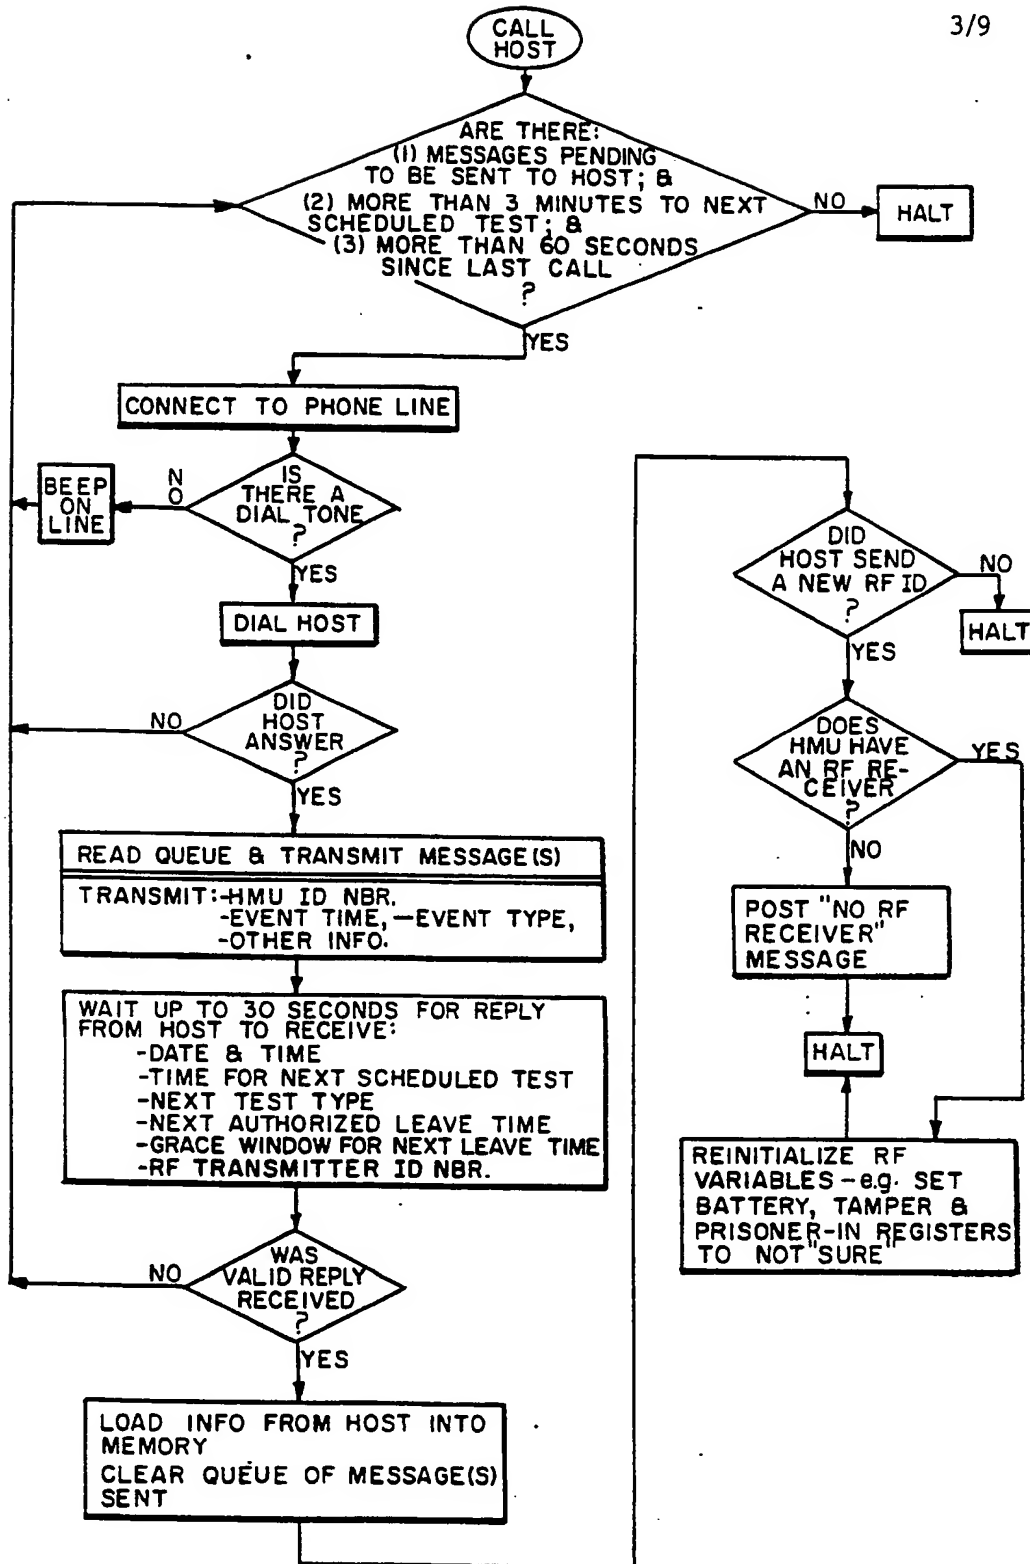 3/9
CALL
HOST
ARE THERE:
(1) MESSAGES PENDING
TO BE SENT TO HOST; &
(2) MORE THAN 3 MINUTES TO NEXT
SCHEDULED TEST; &
(3) MORE THAN 60 SECONDS
SINCE LAST CALL
?
NO
HALT
YES
CONNECT TO PHONE LINE
IS
THERE A
DIAL TONE
?
N
O
BEEP
ON
LINE
YES
DIAL HOST
DID
HOST
ANSWER
?
NO
YES
READ QUEUE & TRANSMIT MESSAGE(S)
TRANSMIT:-HMU ID NBR.
-EVENT TIME,-EVENT TYPE,
-OTHER INFO.
WAIT UP TO 30 SECONDS FOR REPLY
FROM HOST TO RECEIVE:
-DATE & TIME
-TIME FOR NEXT SCHEDULED TEST
-NEXT TEST TYPE
-NEXT AUTHORIZED LEAVE TIME
-GRACE WINDOW FOR NEXT LEAVE TIME
-RF TRANSMITTER ID NBR.
WAS
VALID REPLY
RECEIVED
?
NO
YES
LOAD INFO FROM HOST INTO
MEMORY
CLEAR QUEUE OF MESSAGE(S)
SENT
DID
HOST SEND
A NEW RF ID
?
NO
HALT
YES
DOES
HMU HAVE
AN RF RE-
CEIVER
?
YES
NO
POST "NO RF
RECEIVER"
MESSAGE
HALT
REINITIALIZE RF
VARIABLES-e.g. SET
BATTERY, TAMPER &
PRISONER-IN REGISTERS
TO NOT"SURE"